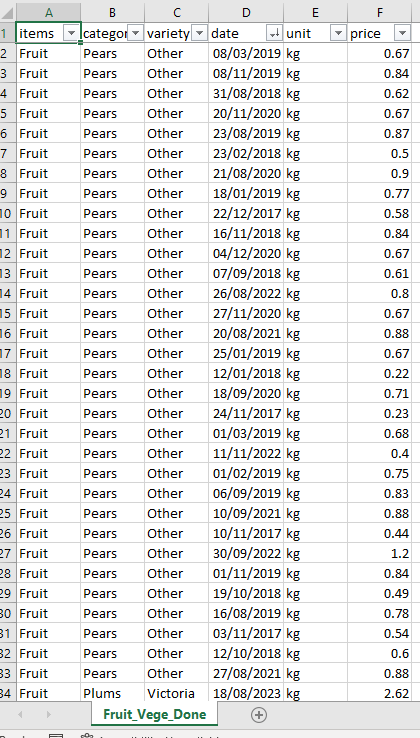 A B C D E F
1 items categor variety date unit price
2 Fruit Pears Other 08/03/2019 kg 0.67
3 Fruit Pears Other 08/11/2019 kg 0.84
4 Fruit Pears Other 31/08/2018 kg 0.62
5 Fruit Pears Other 20/11/2020 kg 0.67
6 Fruit Pears Other 23/08/2019 kg 0.87
7 Fruit Pears Other 23/02/2018 kg 0.5
8 Fruit Pears Other 21/08/2020 kg 0.9
9 Fruit Pears Other 18/01/2019 kg 0.77
10 Fruit Pears Other 22/12/2017 kg 0.58
11 Fruit Pears Other 16/11/2018 kg 0.84
12 Fruit Pears Other 04/12/2020 kg 0.67
13 Fruit Pears Other 07/09/2018 kg 0.61
14 Fruit Pears Other 26/08/2022 kg 0.8
15 Fruit Pears Other 27/11/2020 kg 0.67
16 Fruit Pears Other 20/08/2021 kg 0.88
17 Fruit Pears Other 25/01/2019 kg 0.67
18 Fruit Pears Other 12/01/2018 kg 0.22
19 Fruit Pears Other 18/09/2020 kg 0.71
20 Fruit Pears Other 24/11/2017 kg 0.23
21 Fruit Pears Other 01/03/2019 kg 0.68
22 Fruit Pears Other 11/11/2022 kg 0.4
23 Fruit Pears Other 01/02/2019 kg 0.75
24 Fruit Pears Other 06/09/2019 kg 0.83
25 Fruit Pears Other 10/09/2021 kg 0.88
26 Fruit Pears Other 10/11/2017 kg 0.44
27 Fruit Pears Other 30/09/2022 kg 1.2
28 Fruit Pears Other 01/11/2019 kg 0.84
29 Fruit Pears Other 19/10/2018 kg 0.49
30 Fruit Pears Other 16/08/2019 kg 0.78
31 Fruit Pears Other 03/11/2017 kg 0.54
32 Fruit Pears Other 12/10/2018 kg 0.6
33 Fruit Pears Other 27/08/2021 kg 0.88
34 Fruit Plums Victoria 18/08/2023 kg 2.62
Fruit_Vege_Done